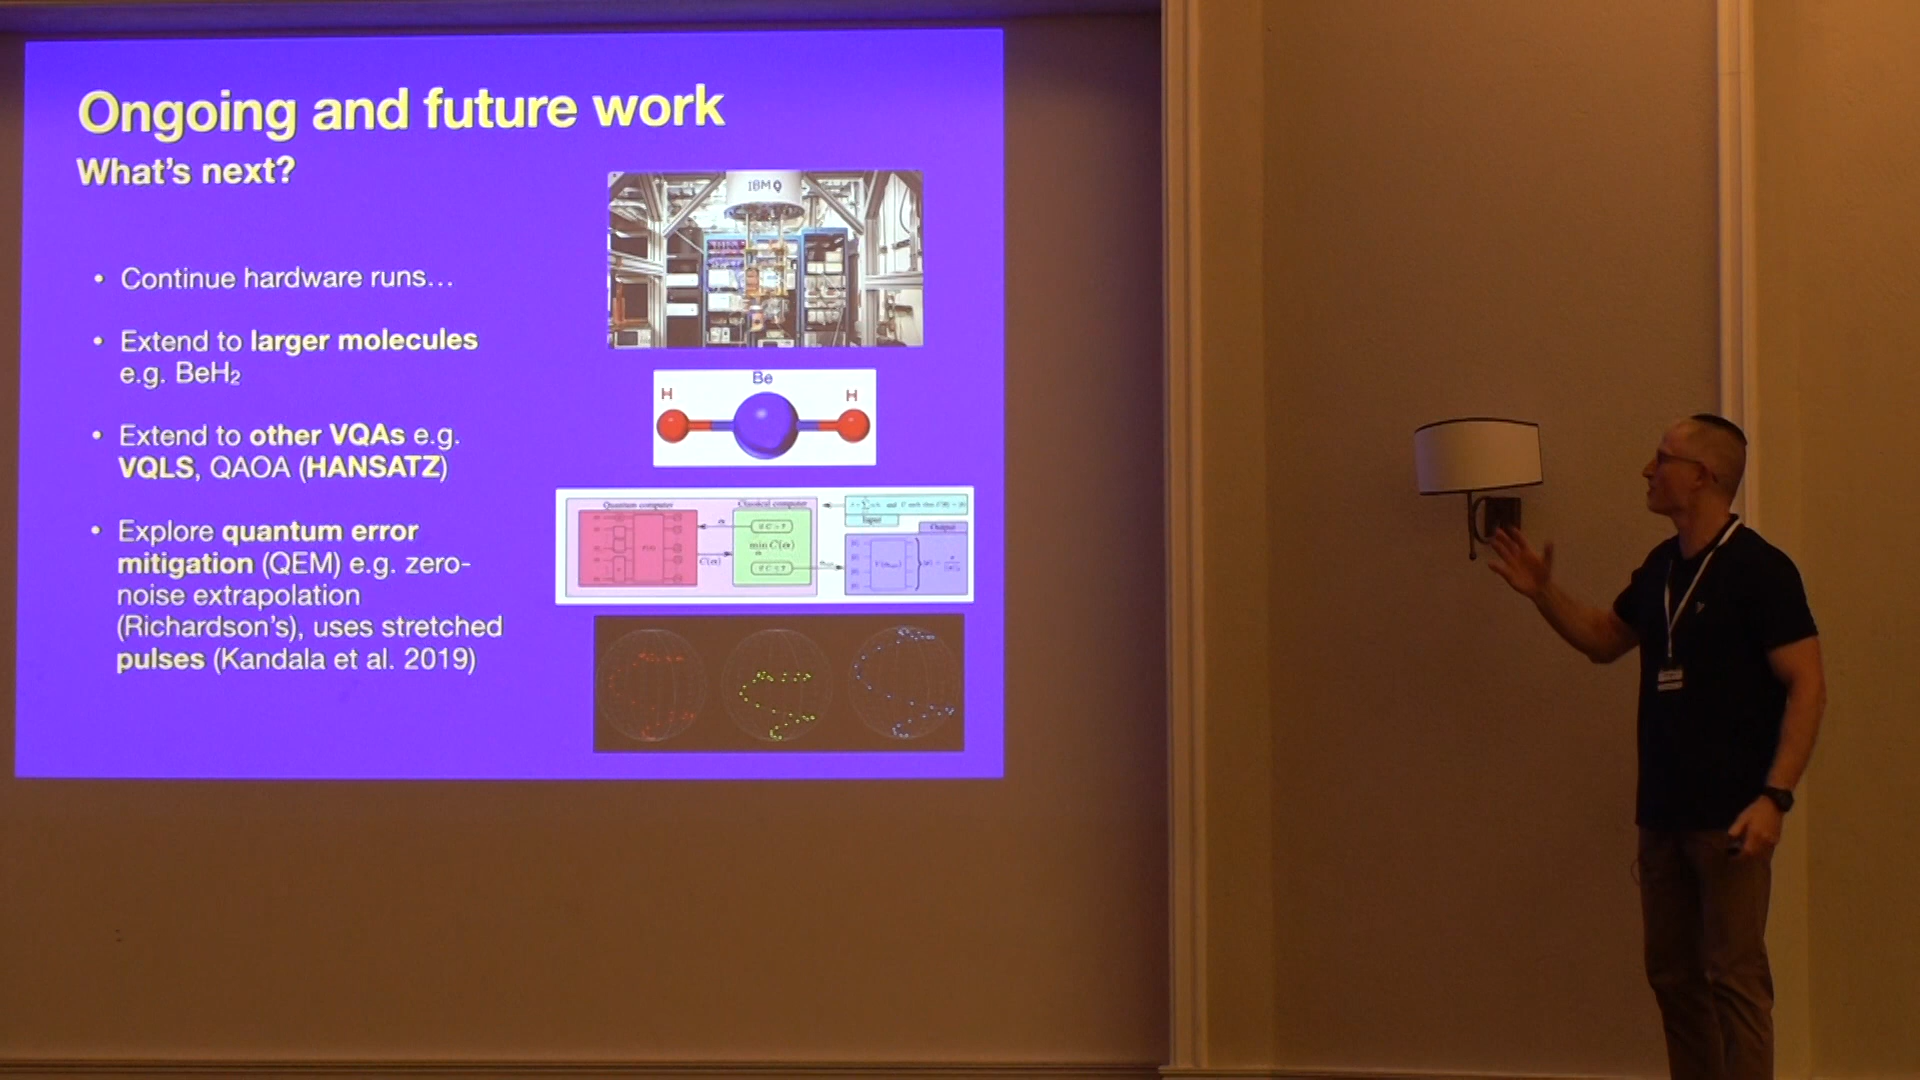 Ongoing and future work
What's next?
• Continue hardware runs…
• Extend to larger molecules
e.g. BeH₂
• Extend to other VQAs e.g.
VQLS, QAOA (HANSATZ)
• Explore quantum error
mitigation (QEM) e.g. zero-
noise extrapolation
(Richardson's), uses stretched
pulses (Kandala et al. 2019)
IBM Q
H Be H
Quantum computer
Classical computer
Input
Output
min C(α)
C(α)